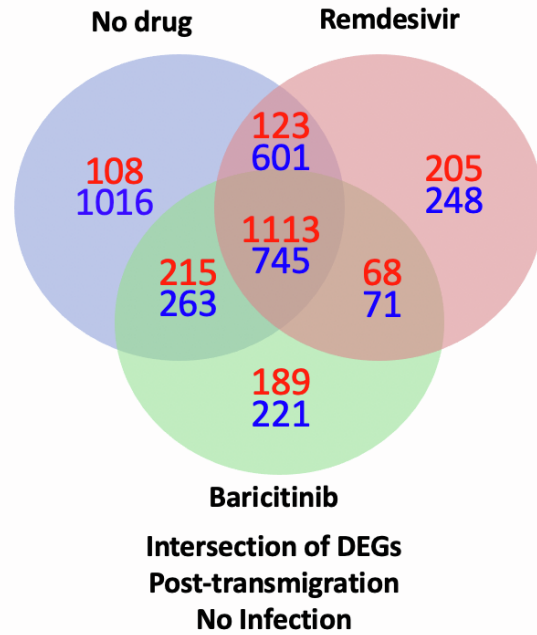 No drug
Remdesivir
123
601
108
1016
205
248
1113
745
215
263
68
71
189
221
Baricitinib
Intersection of DEGs
Post-transmigration
No Infection